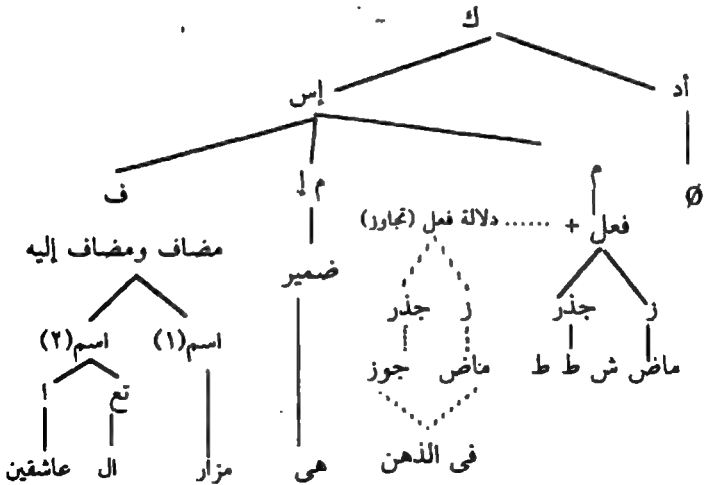 ك
أد إس
Ø م م إ ف
فعل + ...... دلالة فعل (تجاوز) ضمير مضاف ومضاف إليه
ز جذر ز جذر اسم(١) اسم(٢)
ماض ش ط ط ماض جوز تع ا
فى الذهن هى مزار ال عاشقين